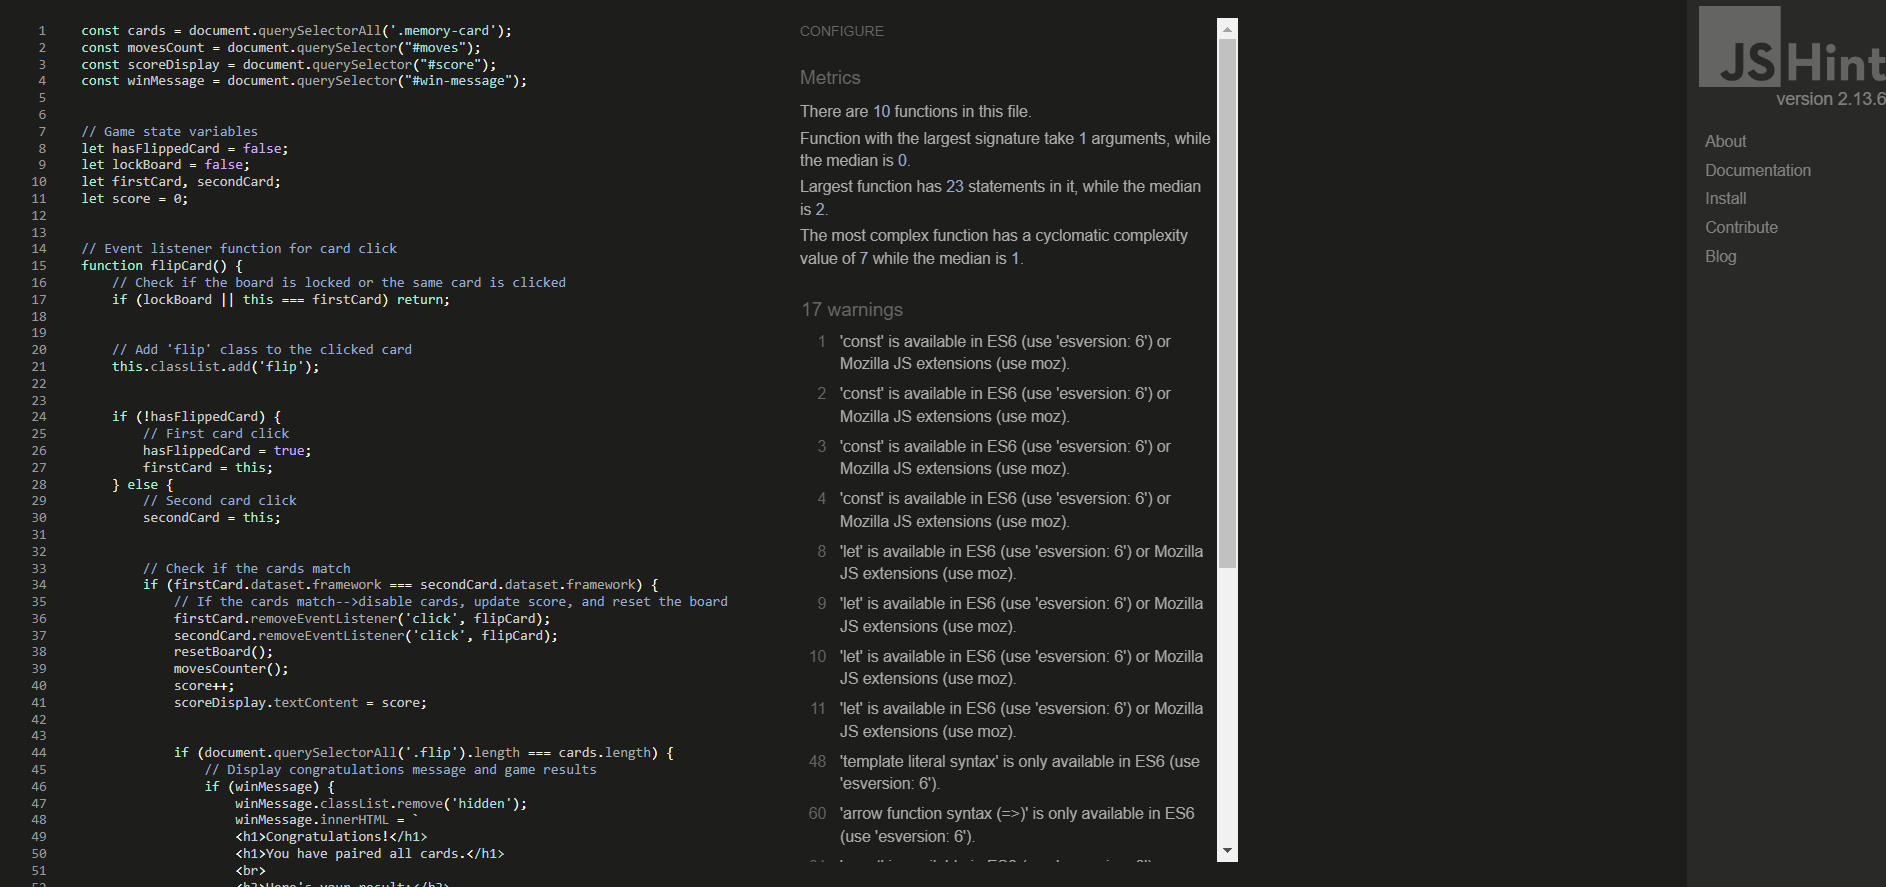 1 const cards = document.querySelectorAll('.memory-card');
2 const movesCount = document.querySelector("#moves");
3 const scoreDisplay = document.querySelector("#score");
4 const winMessage = document.querySelector("#win-message");
5
6
7 // Game state variables
8 let hasFlippedCard = false;
9 let lockBoard = false;
10 let firstCard, secondCard;
11 let score = 0;
12
13
14 // Event listener function for card click
15 function flipCard() {
16 // Check if the board is locked or the same card is clicked
17 if (lockBoard || this === firstCard) return;
18
19
20 // Add 'flip' class to the clicked card
21 this.classList.add('flip');
22
23
24 if (!hasFlippedCard) {
25 // First card click
26 hasFlippedCard = true;
27 firstCard = this;
28 } else {
29 // Second card click
30 secondCard = this;
31
32
33 // Check if the cards match
34 if (firstCard.dataset.framework === secondCard.dataset.framework) {
35 // If the cards match-->disable cards, update score, and reset the board
36 firstCard.removeEventListener('click', flipCard);
37 secondCard.removeEventListener('click', flipCard);
38 resetBoard();
39 movesCounter();
40 score++;
41 scoreDisplay.textContent = score;
42
43
44 if (document.querySelectorAll('.flip').length === cards.length) {
45 // Display congratulations message and game results
46 if (winMessage) {
47 winMessage.classList.remove('hidden');
48 winMessage.innerHTML = `
49 <h1>Congratulations!</h1>
50 <h1>You have paired all cards.</h1>
51 <br>
52 <h2>Here's your result:</h2>
CONFIGURE
Metrics
There are 10 functions in this file.
Function with the largest signature take 1 arguments, while
the median is 0.
Largest function has 23 statements in it, while the median
is 2.
The most complex function has a cyclomatic complexity
value of 7 while the median is 1.
17 warnings
1 'const' is available in ES6 (use 'esversion: 6') or
Mozilla JS extensions (use moz).
2 'const' is available in ES6 (use 'esversion: 6') or
Mozilla JS extensions (use moz).
3 'const' is available in ES6 (use 'esversion: 6') or
Mozilla JS extensions (use moz).
4 'const' is available in ES6 (use 'esversion: 6') or
Mozilla JS extensions (use moz).
8 'let' is available in ES6 (use 'esversion: 6') or Mozilla
JS extensions (use moz).
9 'let' is available in ES6 (use 'esversion: 6') or Mozilla
JS extensions (use moz).
10 'let' is available in ES6 (use 'esversion: 6') or Mozilla
JS extensions (use moz).
11 'let' is available in ES6 (use 'esversion: 6') or Mozilla
JS extensions (use moz).
48 'template literal syntax' is only available in ES6 (use
'esversion: 6').
60 'arrow function syntax (=>)' is only available in ES6
(use 'esversion: 6').
JSHint
version 2.13.6
About
Documentation
Install
Contribute
Blog